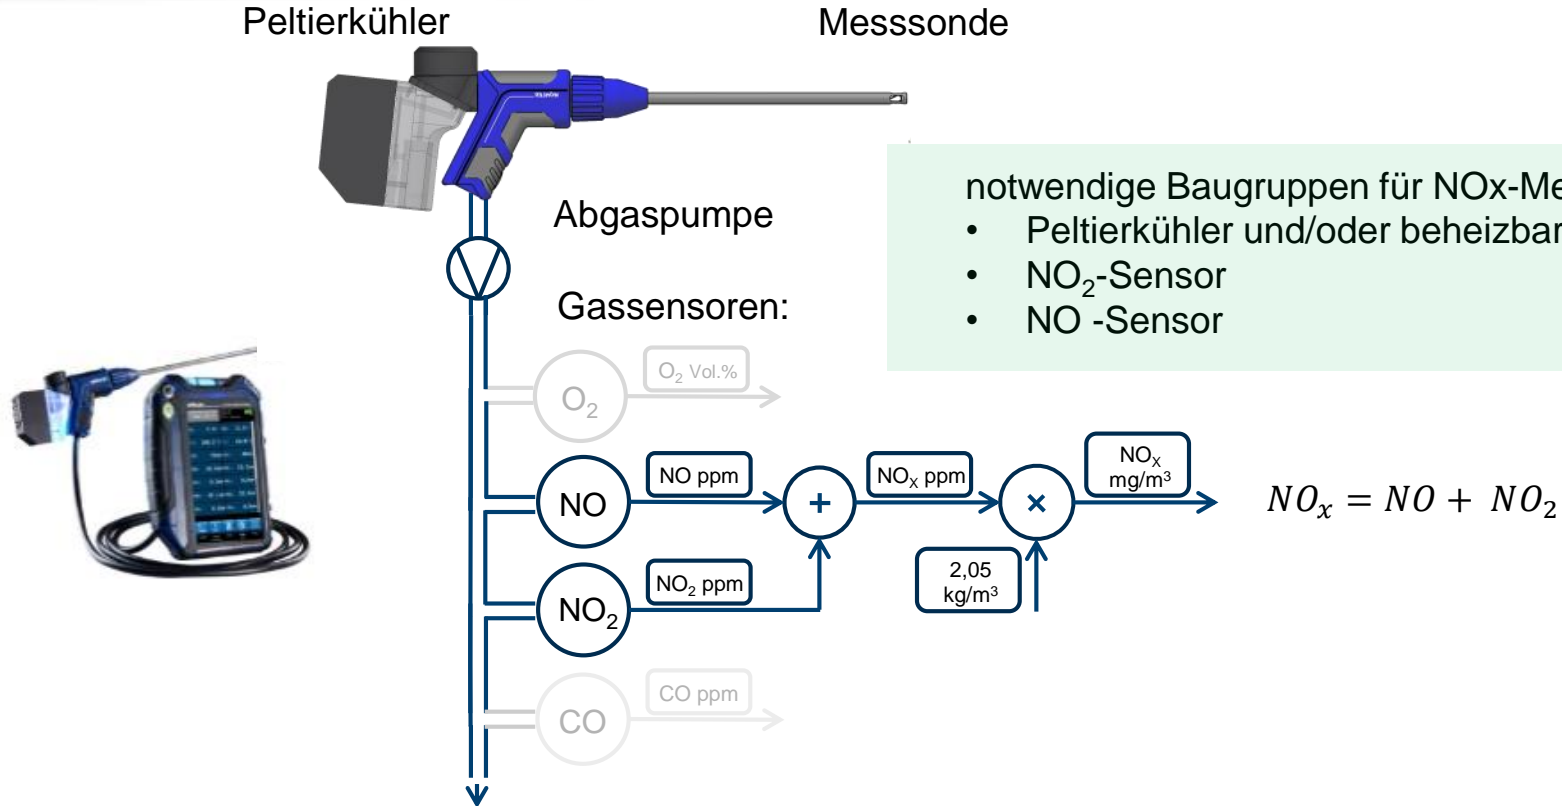 Peltierkühler
Messsonde
Abgaspumpe
notwendige Baugruppen für NOx-Me
• Peltierkühler und/oder beheizbar
• NO₂-Sensor
• NO -Sensor
Gassensoren:
O₂
O₂ Vol.%
NO
NO ppm
+
NOₓ ppm
×
NOₓ
mg/m³
NOₓ = NO + NO₂
NO₂
NO₂ ppm
2,05
kg/m³
CO
CO ppm